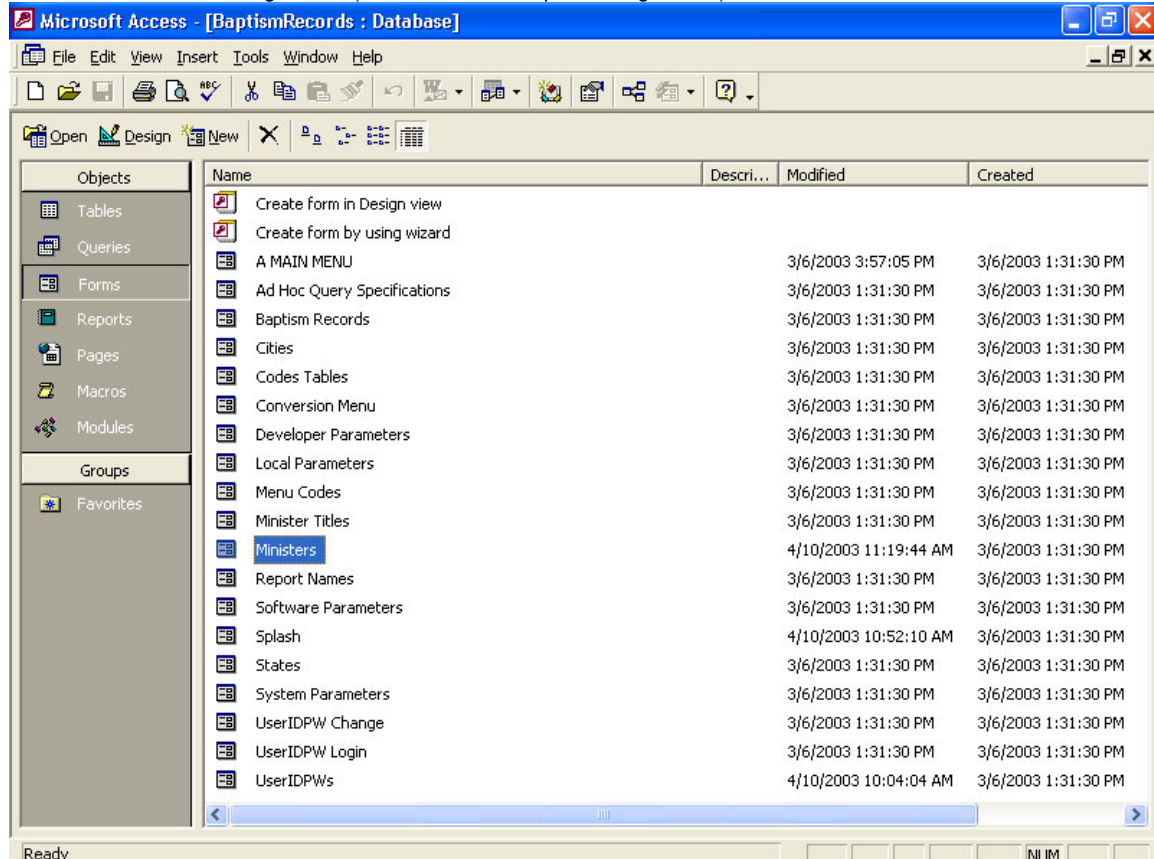 Microsoft Access - [BaptismRecords : Database]
File Edit View Insert Tools Window Help
Open Design New
Objects
Tables
Queries
Forms
Reports
Pages
Macros
Modules
Groups
Favorites
Name Descri... Modified Created
Create form in Design view
Create form by using wizard
A MAIN MENU 3/6/2003 3:57:05 PM 3/6/2003 1:31:30 PM
Ad Hoc Query Specifications 3/6/2003 1:31:30 PM 3/6/2003 1:31:30 PM
Baptism Records 3/6/2003 1:31:30 PM 3/6/2003 1:31:30 PM
Cities 3/6/2003 1:31:30 PM 3/6/2003 1:31:30 PM
Codes Tables 3/6/2003 1:31:30 PM 3/6/2003 1:31:30 PM
Conversion Menu 3/6/2003 1:31:30 PM 3/6/2003 1:31:30 PM
Developer Parameters 3/6/2003 1:31:30 PM 3/6/2003 1:31:30 PM
Local Parameters 3/6/2003 1:31:30 PM 3/6/2003 1:31:30 PM
Menu Codes 3/6/2003 1:31:30 PM 3/6/2003 1:31:30 PM
Minister Titles 3/6/2003 1:31:30 PM 3/6/2003 1:31:30 PM
Ministers 4/10/2003 11:19:44 AM 3/6/2003 1:31:30 PM
Report Names 3/6/2003 1:31:30 PM 3/6/2003 1:31:30 PM
Software Parameters 3/6/2003 1:31:30 PM 3/6/2003 1:31:30 PM
Splash 4/10/2003 10:52:10 AM 3/6/2003 1:31:30 PM
States 3/6/2003 1:31:30 PM 3/6/2003 1:31:30 PM
System Parameters 3/6/2003 1:31:30 PM 3/6/2003 1:31:30 PM
UserIDPW Change 3/6/2003 1:31:30 PM 3/6/2003 1:31:30 PM
UserIDPW Login 3/6/2003 1:31:30 PM 3/6/2003 1:31:30 PM
UserIDPWs 4/10/2003 10:04:04 AM 3/6/2003 1:31:30 PM
Ready NUM